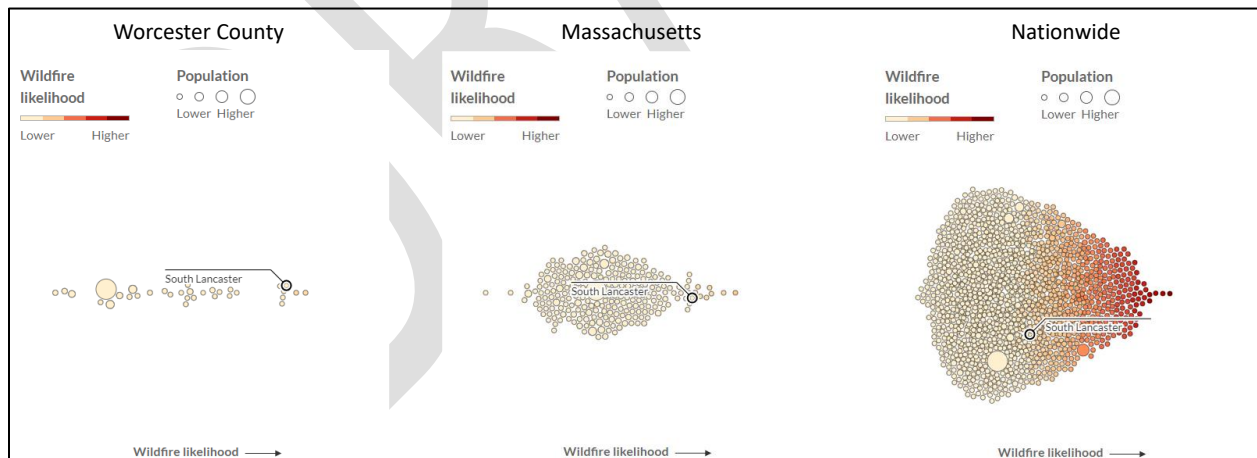 Worcester County
Wildfire
likelihood
Lower Higher
Population
Lower Higher
South Lancaster
Wildfire likelihood
Massachusetts
Wildfire
likelihood
Lower Higher
Population
Lower Higher
South Lancaster
Wildfire likelihood
Nationwide
Wildfire
likelihood
Lower Higher
Population
Lower Higher
South Lancaster
Wildfire likelihood